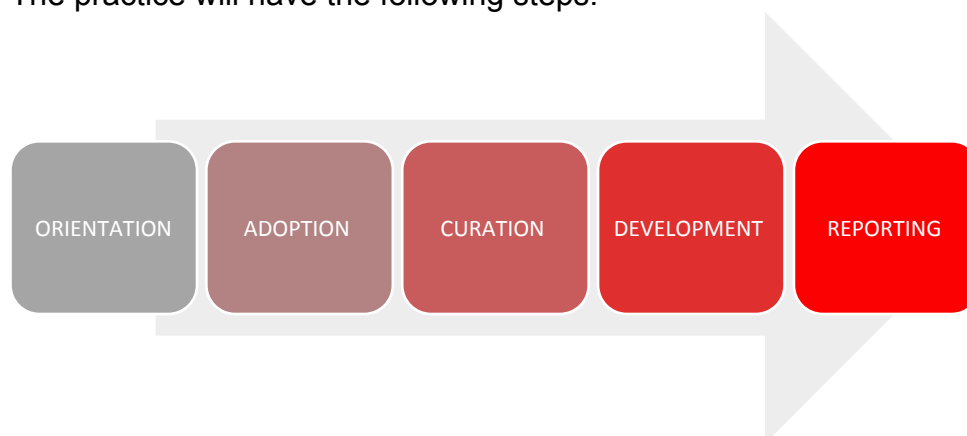 The practice will have the following steps:
ORIENTATION
ADOPTION
CURATION
DEVELOPMENT
REPORTING